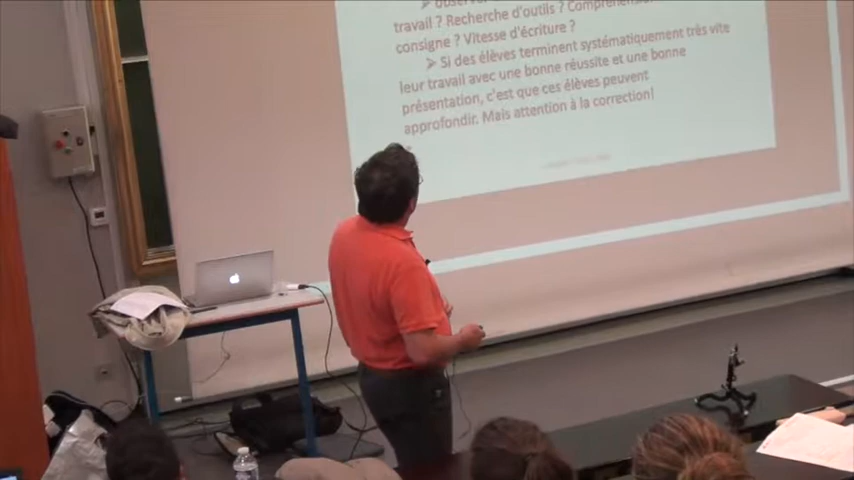 observer
travail ? Recherche d'outils ?
consigne ? Vitesse d'écriture ?
➢ Si des élèves terminent systématiquement très vite
leur travail avec une bonne réussite et une bonne
présentation, c'est que ces élèves peuvent
approfondir. Mais attention à la correction!